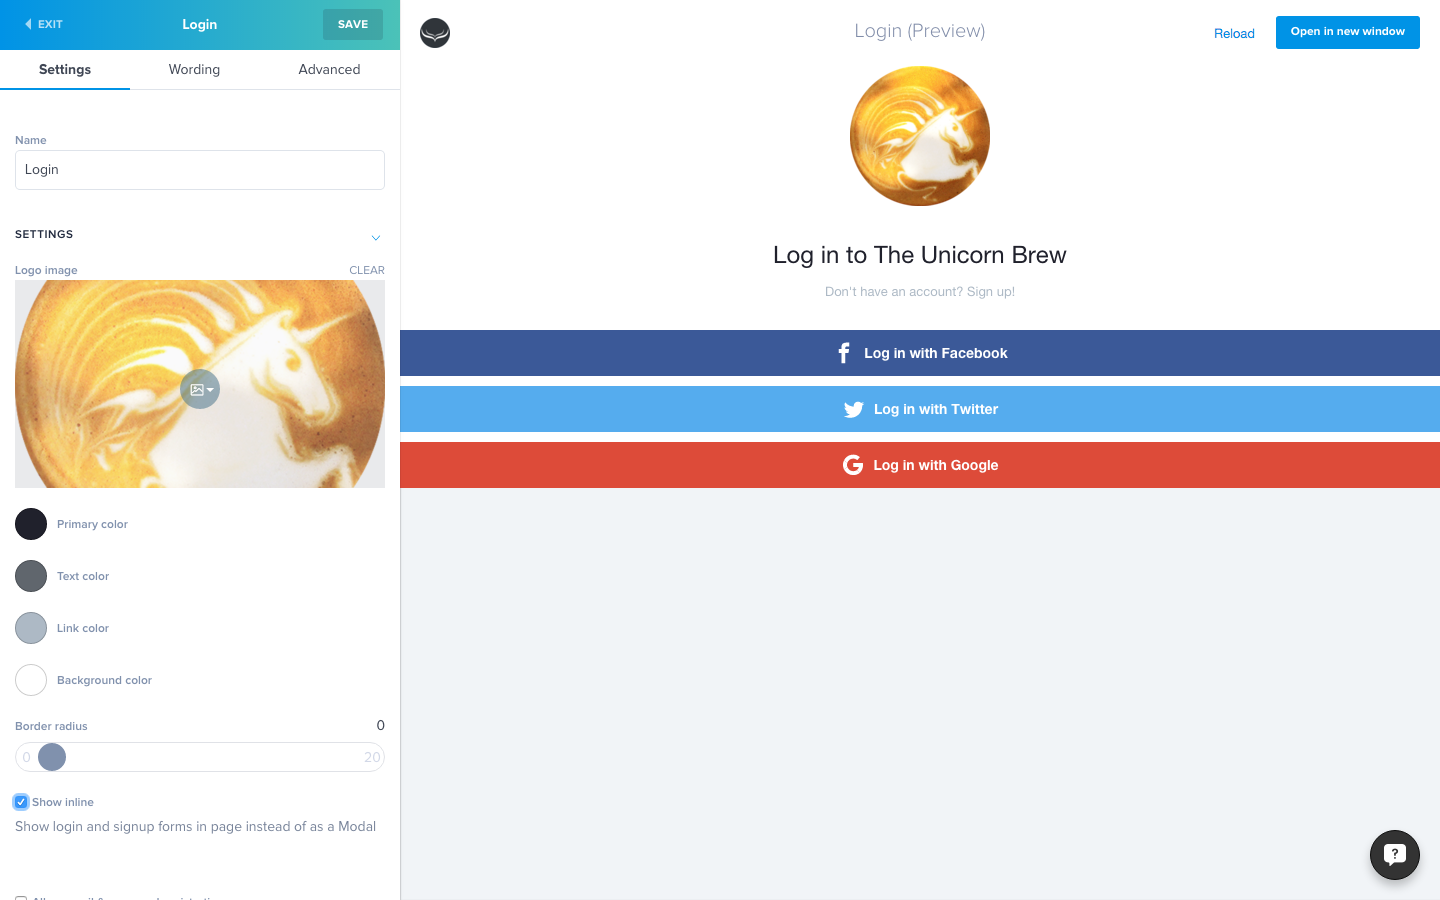 EXIT
Login
SAVE
Settings
Wording
Advanced
Name
Login
SETTINGS
Logo image
CLEAR
Primary color
Text color
Link color
Background color
Border radius
0
0
20
Show inline
Show login and signup forms in page instead of as a Modal
Login (Preview)
Reload
Open in new window
Log in to The Unicorn Brew
Don't have an account? Sign up!
Log in with Facebook
Log in with Twitter
Log in with Google
?